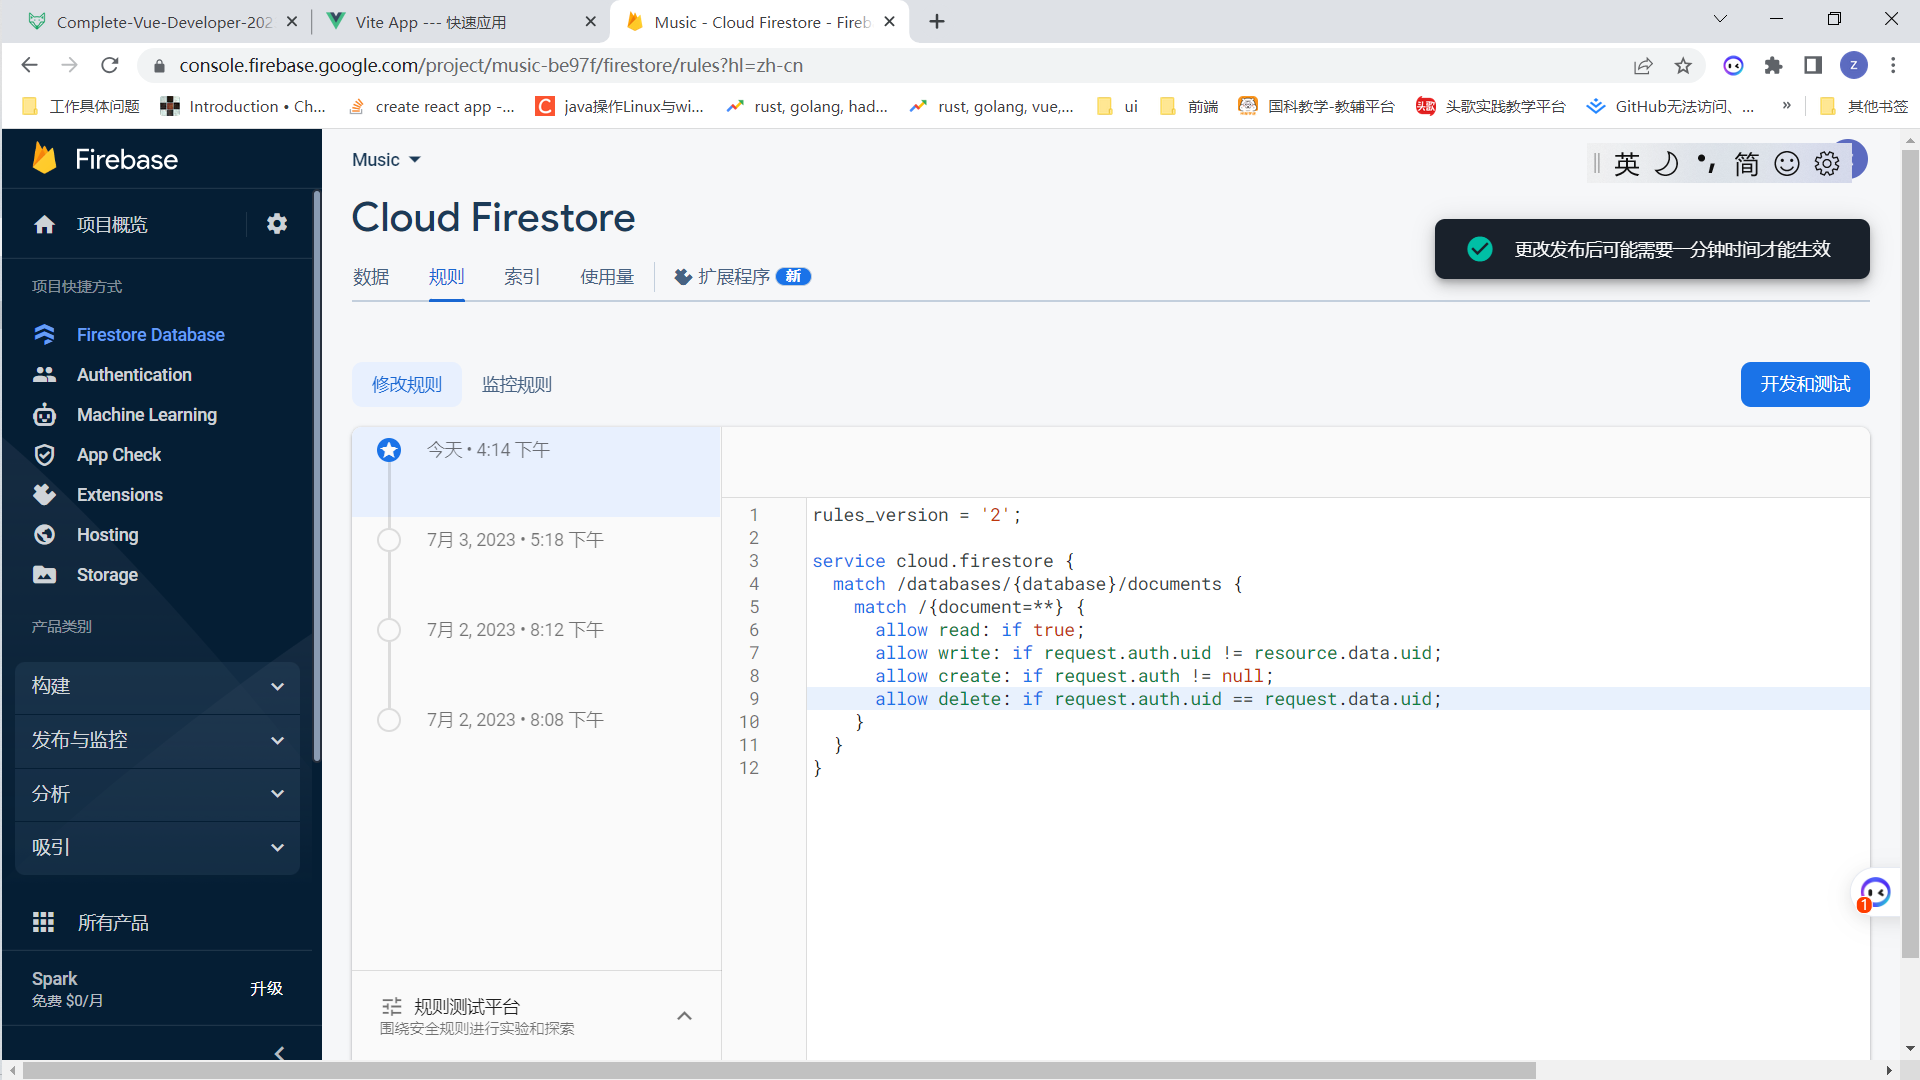 Complete-Vue-Developer-202
Vite App --- 快速应用
Music - Cloud Firestore - Fireb
console.firebase.google.com/project/music-be97f/firestore/rules?hl=zh-cn
Z
工作具体问题
Introduction • Ch...
create react app -...
java操作Linux与wi...
rust, golang, had...
rust, golang, vue,...
ui
前端
国科教学-教辅平台
头歌
头歌实践教学平台
GitHub无法访问、...
»
其他书签
Firebase
项目概览
项目快捷方式
Firestore Database
Authentication
Machine Learning
App Check
Extensions
Hosting
Storage
产品类别
构建
发布与监控
分析
吸引
所有产品
Spark
免费 $0/月
升级
Music
英 简
Cloud Firestore
更改发布后可能需要一分钟时间才能生效
数据
规则
索引
使用量
扩展程序
新
修改规则
监控规则
开发和测试
今天 • 4:14 下午
7月 3, 2023 • 5:18 下午
7月 2, 2023 • 8:12 下午
7月 2, 2023 • 8:08 下午
规则测试平台
围绕安全规则进行实验和探索
1 rules_version = '2';
2
3 service cloud.firestore {
4 match /databases/{database}/documents {
5 match /{document=**} {
6 allow read: if true;
7 allow write: if request.auth.uid != resource.data.uid;
8 allow create: if request.auth != null;
9 allow delete: if request.auth.uid == request.data.uid;
10 }
11 }
12 }
1